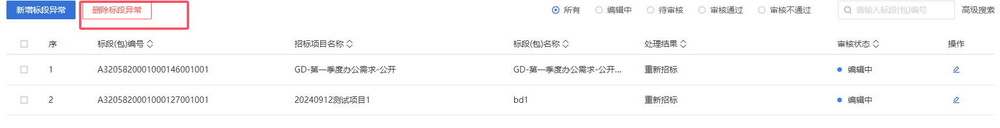 新增标段异常 删除标段异常 所有 编辑中 待审核 审核通过 审核不通过 请输入标段(包)编号 高级搜索
序 标段(包)编号 招标项目名称 标段(包)名称 处理结果 审核状态 操作
1 A3205820001000146001001 GD-第一季度办公需求-公开 GD-第一季度办公需求-公开... 重新招标 编辑中
2 A3205820001000127001001 20240912测试项目1 bd1 重新招标 编辑中